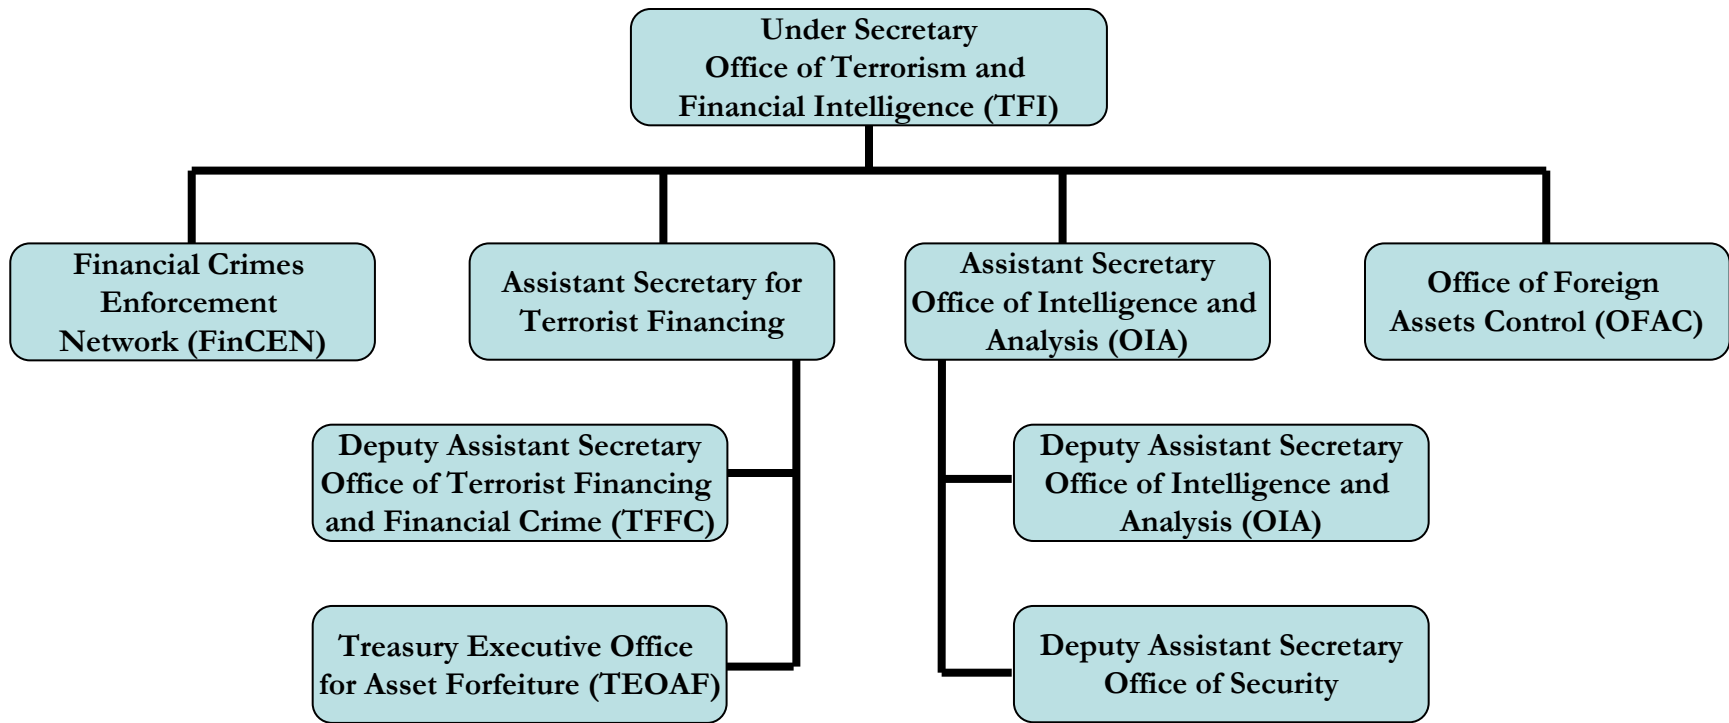 Under Secretary
Office of Terrorism and
Financial Intelligence (TFI)
Financial Crimes
Enforcement
Network (FinCEN)
Assistant Secretary for
Terrorist Financing
Assistant Secretary
Office of Intelligence and
Analysis (OIA)
Office of Foreign
Assets Control (OFAC)
Deputy Assistant Secretary
Office of Terrorist Financing
and Financial Crime (TFFC)
Deputy Assistant Secretary
Office of Intelligence and
Analysis (OIA)
Treasury Executive Office
for Asset Forfeiture (TEOAF)
Deputy Assistant Secretary
Office of Security